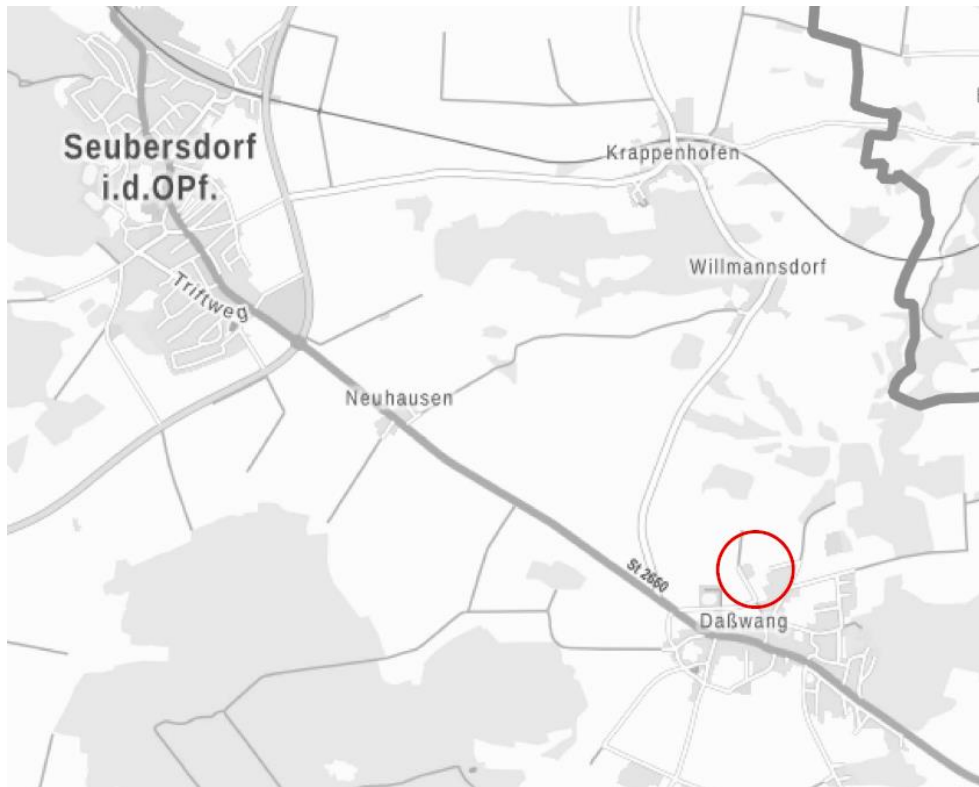 Seubersdorf
i.d.OPf.
Krappenhofen
Willmannsdorf
Triftweg
Neuhausen
St 2660
Daßwang